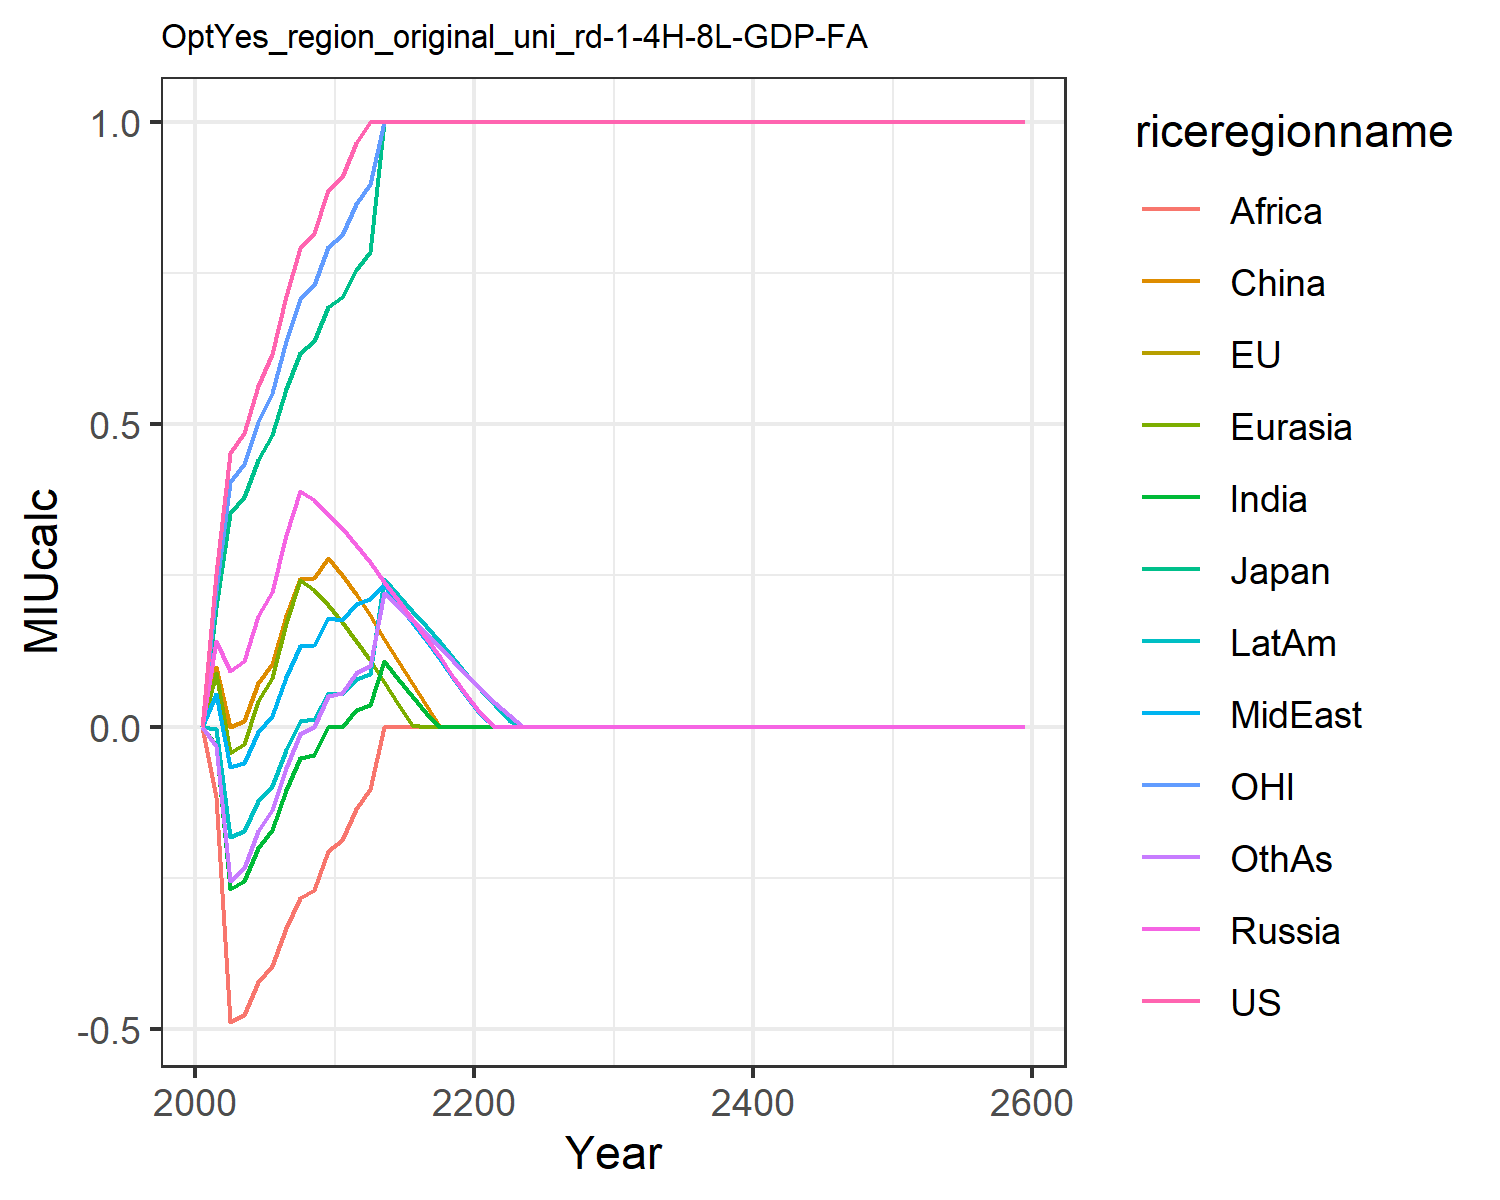 OptYes_region_original_uni_rd-1-4H-8L-GDP-FA
MIUcalc
1.0
0.5
0.0
-0.5
2000
2200
2400
2600
Year
riceregionname
Africa
China
EU
Eurasia
India
Japan
LatAm
MidEast
OHI
OthAs
Russia
US